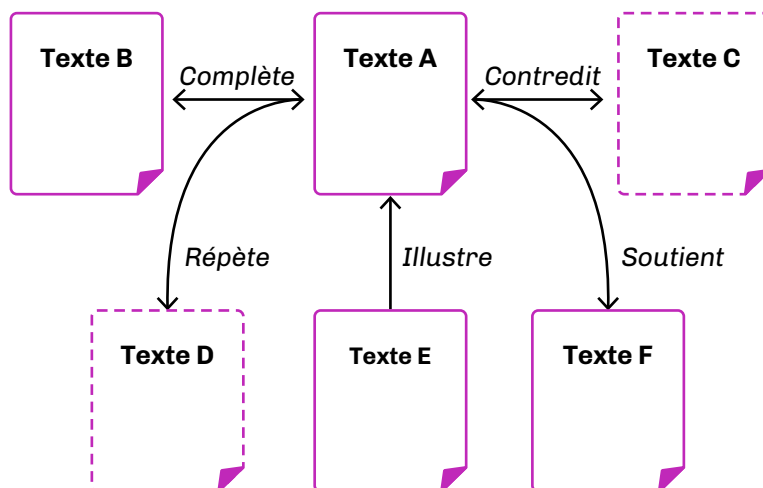 Texte B
Complète
Texte A
Contredit
Texte C
Répète
Illustre
Soutient
Texte D
Texte E
Texte F